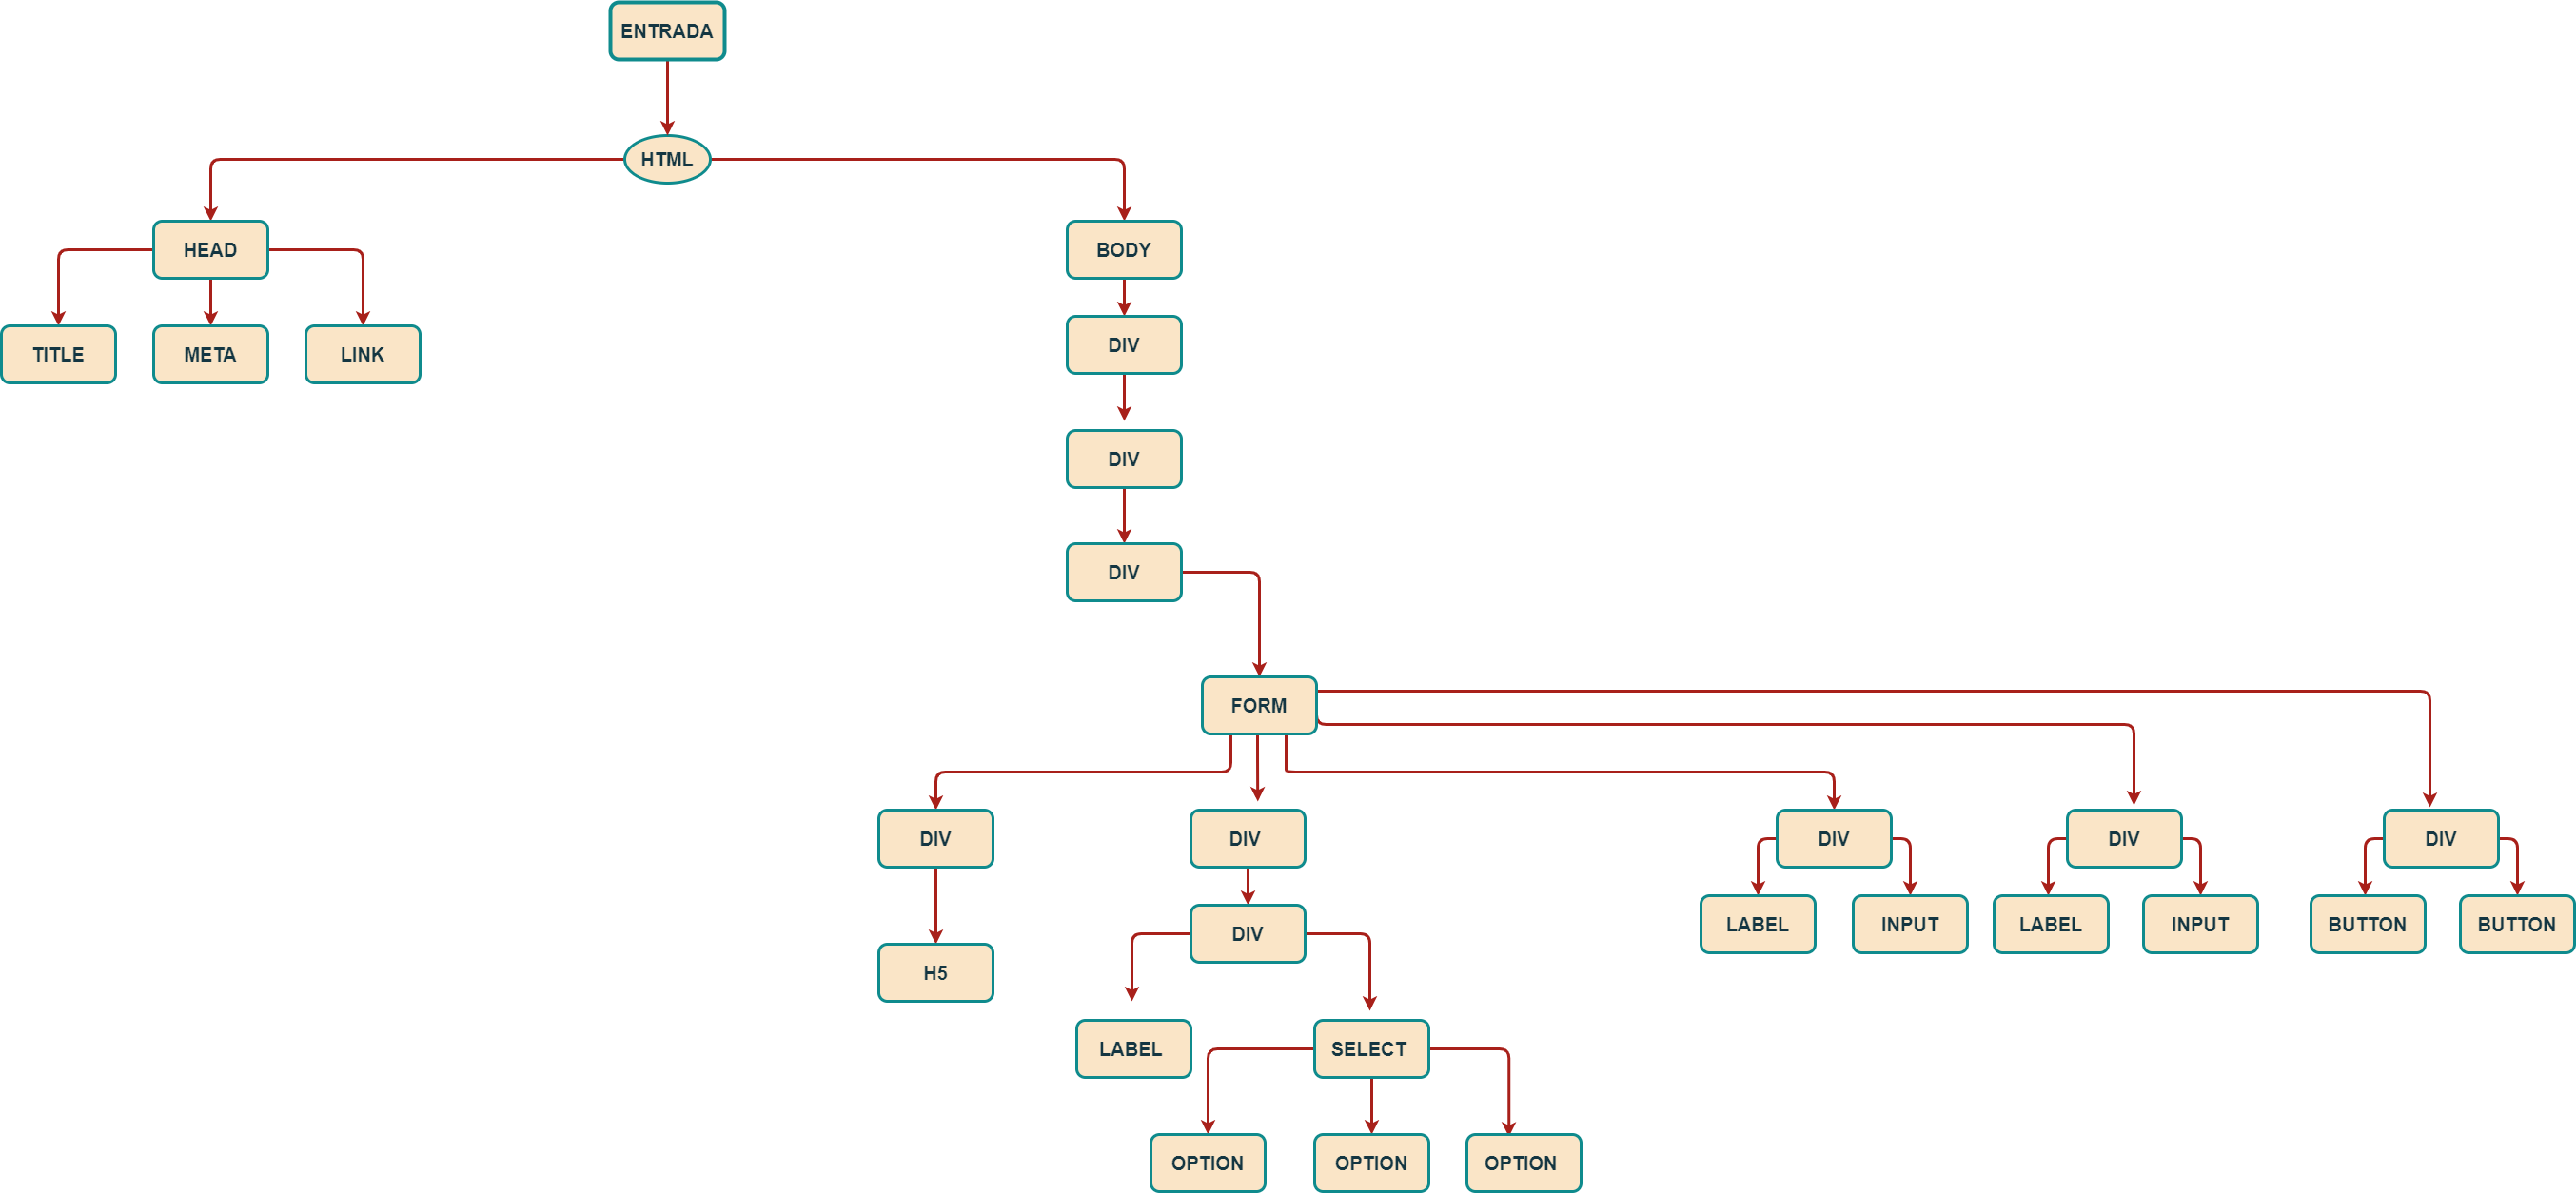 ENTRADA
HTML
HEAD
BODY
TITLE
META
LINK
DIV
DIV
DIV
FORM
DIV
DIV
DIV
DIV
DIV
DIV
LABEL
INPUT
LABEL
INPUT
BUTTON
BUTTON
H5
LABEL
SELECT
OPTION
OPTION
OPTION